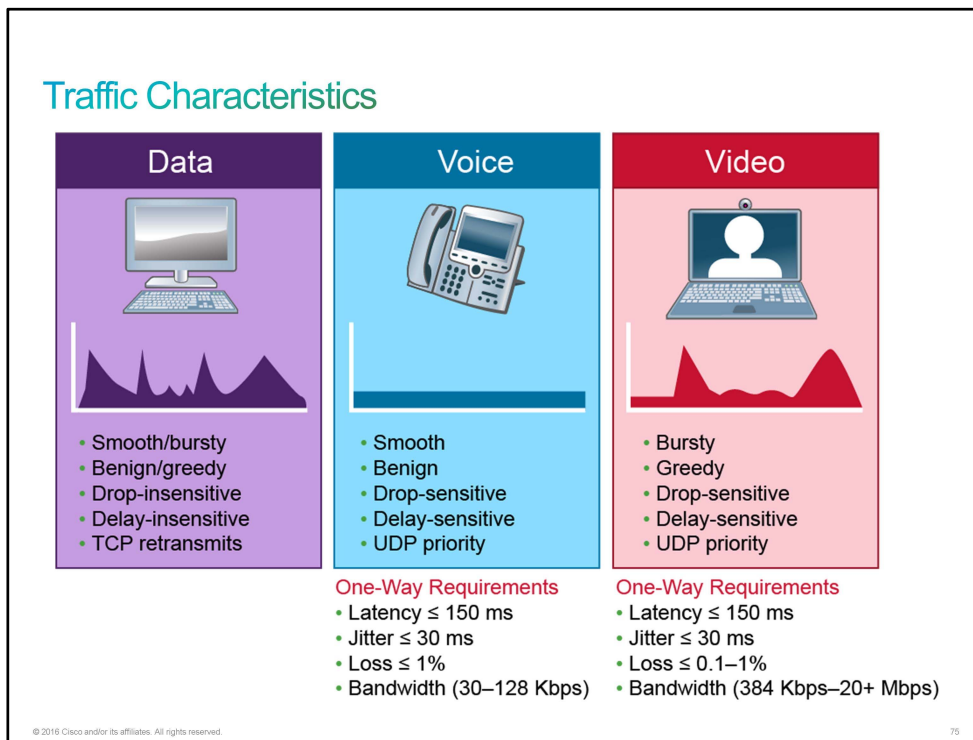 Traffic Characteristics
Data
• Smooth/bursty
• Benign/greedy
• Drop-insensitive
• Delay-insensitive
• TCP retransmits
Voice
• Smooth
• Benign
• Drop-sensitive
• Delay-sensitive
• UDP priority
One-Way Requirements
• Latency ≤ 150 ms
• Jitter ≤ 30 ms
• Loss ≤ 1%
• Bandwidth (30–128 Kbps)
Video
• Bursty
• Greedy
• Drop-sensitive
• Delay-sensitive
• UDP priority
One-Way Requirements
• Latency ≤ 150 ms
• Jitter ≤ 30 ms
• Loss ≤ 0.1–1%
• Bandwidth (384 Kbps–20+ Mbps)
© 2016 Cisco and/or its affiliates. All rights reserved.
75